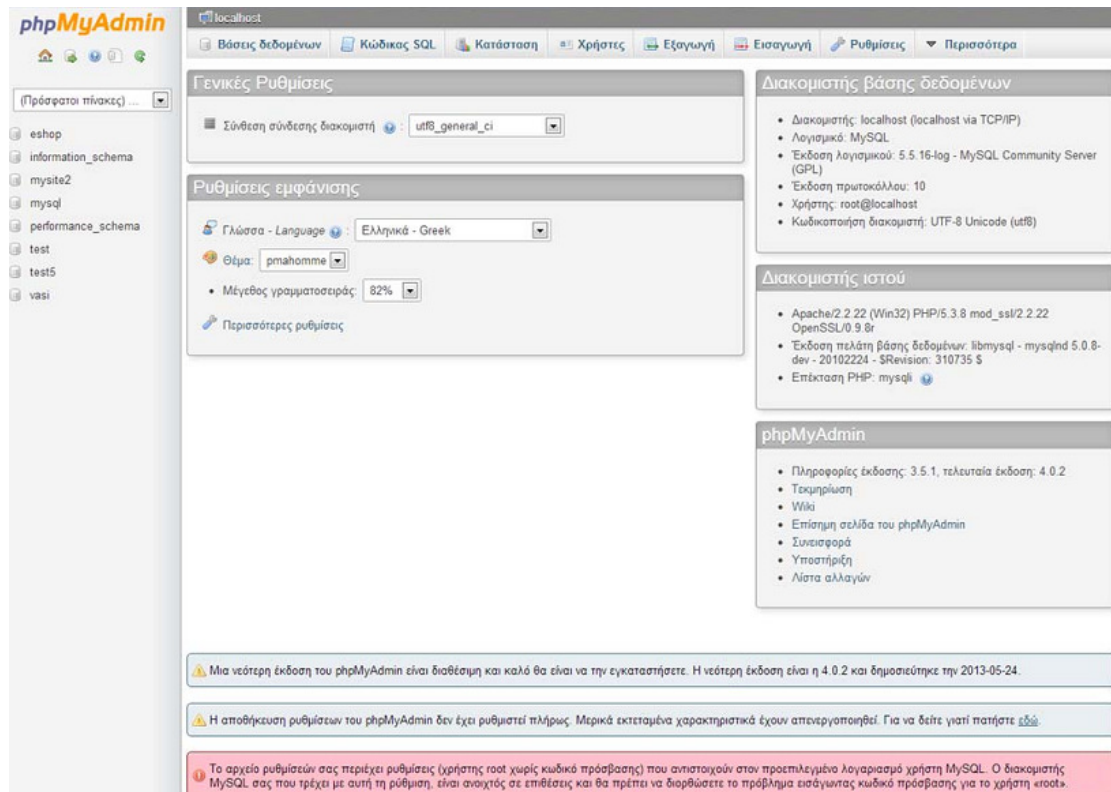 phpMyAdmin
(Πρόσφατοι πίνακες) ...
eshop
information_schema
mysite2
mysql
performance_schema
test
test5
vasi
localhost
Βάσεις δεδομένων Κώδικας SQL Κατάσταση Χρήστες Εξαγωγή Εισαγωγή Ρυθμίσεις Περισσότερα
Γενικές Ρυθμίσεις
Σύνθεση σύνδεσης διακομιστή : utf8_general_ci
Ρυθμίσεις εμφάνισης
Γλώσσα - Language : Ελληνικά - Greek
Θέμα: pmahomme
Μέγεθος γραμματοσειράς: 82%
Περισσότερες ρυθμίσεις
Διακομιστής βάσης δεδομένων
Διακομιστής: localhost (localhost via TCP/IP)
Λογισμικό: MySQL
Έκδοση λογισμικού: 5.5.16-log - MySQL Community Server
(GPL)
Έκδοση πρωτοκόλλου: 10
Χρήστης: root@localhost
Κωδικοποίηση διακομιστή: UTF-8 Unicode (utf8)
Διακομιστής ιστού
Apache/2.2.22 (Win32) PHP/5.3.8 mod_ssl/2.2.22
OpenSSL/0.9.8r
Έκδοση πελάτη βάσης δεδομένων: libmysql - mysqlnd 5.0.8-
dev - 20102224 - $Revision: 310735 $
Επέκταση PHP: mysqli
phpMyAdmin
Πληροφορίες έκδοσης: 3.5.1, τελευταία έκδοση: 4.0.2
Τεκμηρίωση
Wiki
Επίσημη σελίδα του phpMyAdmin
Συνεισφορά
Υποστήριξη
Λίστα αλλαγών
Μια νεότερη έκδοση του phpMyAdmin είναι διαθέσιμη και καλό θα είναι να την εγκαταστήσετε. Η νεότερη έκδοση είναι η 4.0.2 και δημοσιεύτηκε την 2013-05-24.
Η αποθήκευση ρυθμίσεων του phpMyAdmin δεν έχει ρυθμιστεί πλήρως. Μερικά εκτεταμένα χαρακτηριστικά έχουν απενεργοποιηθεί. Για να δείτε γιατί πατήστε εδώ.
Το αρχείο ρυθμίσεών σας περιέχει ρυθμίσεις (χρήστης root χωρίς κωδικό πρόσβασης) που αντιστοιχούν στον προεπιλεγμένο λογαριασμό χρήστη MySQL. Ο διακομιστής
MySQL σας που τρέχει με αυτή τη ρύθμιση, είναι ανοιχτός σε επιθέσεις και θα πρέπει να διορθώσετε το πρόβλημα εισάγωντας κωδικό πρόσβασης για το χρήστη «root».